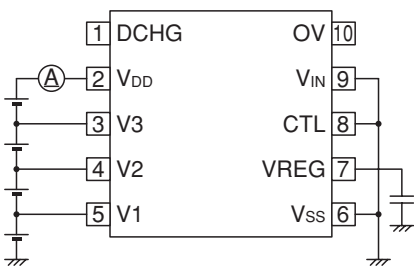 1 DCHG OV 10
A 2 VDD VIN 9
3 V3 CTL 8
4 V2 VREG 7
5 V1 Vss 6